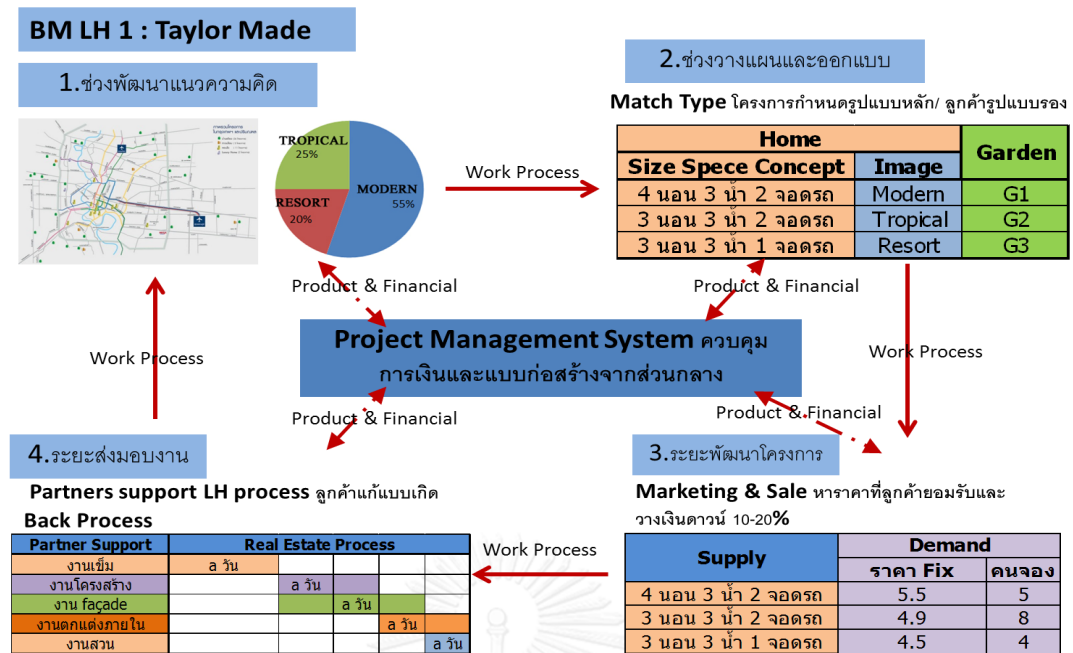 BM LH 1 : Taylor Made
1.ช่วงพัฒนาแนวความคิด
TROPICAL
25%
MODERN
55%
RESORT
20%
Work Process
2.ช่วงวางแผนและออกแบบ
Match Type โครงการกำหนดรูปแบบหลัก/ ลูกค้ารูปแบบรอง
Home
Garden
Size Spece Concept
Image
4 นอน 3 น้ำ 2 จอดรถ
Modern
G1
3 นอน 3 น้ำ 2 จอดรถ
Tropical
G2
3 นอน 3 น้ำ 1 จอดรถ
Resort
G3
Product & Financial
Product & Financial
Project Management System ควบคุม
การเงินและแบบก่อสร้างจากส่วนกลาง
Work Process
Work Process
Product & Financial
Product & Financial
4.ระยะส่งมอบงาน
Partners support LH process ลูกค้าแก้แบบเกิด
Back Process
Partner Support
Real Estate Process
งานเข็ม
a วัน
งานโครงสร้าง
a วัน
งาน façade
a วัน
งานตกแต่งภายใน
a วัน
งานสวน
a วัน
Work Process
3.ระยะพัฒนาโครงการ
Marketing & Sale หาราคาที่ลูกค้ายอมรับและ
วางเงินดาวน์ 10-20%
Supply
Demand
ราคา Fix
คนจอง
4 นอน 3 น้ำ 2 จอดรถ
5.5
5
3 นอน 3 น้ำ 2 จอดรถ
4.9
8
3 นอน 3 น้ำ 1 จอดรถ
4.5
4